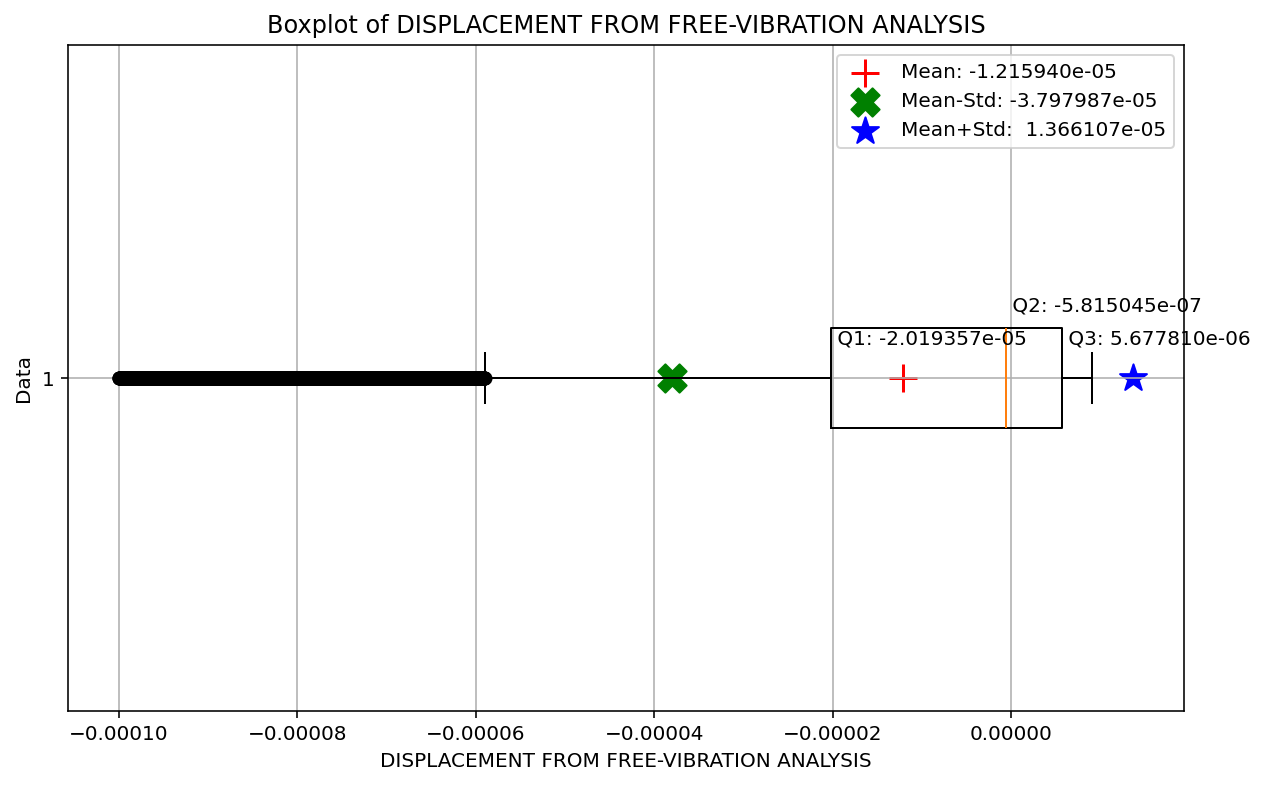 Boxplot of DISPLACEMENT FROM FREE-VIBRATION ANALYSIS
Mean: -1.215940e-05
Mean-Std: -3.797987e-05
Mean+Std:  1.366107e-05
Q2: -5.815045e-07
Q1: -2.019357e-05
Q3: 5.677810e-06
Data
1
−0.00010
−0.00008
−0.00006
−0.00004
−0.00002
0.00000
DISPLACEMENT FROM FREE-VIBRATION ANALYSIS